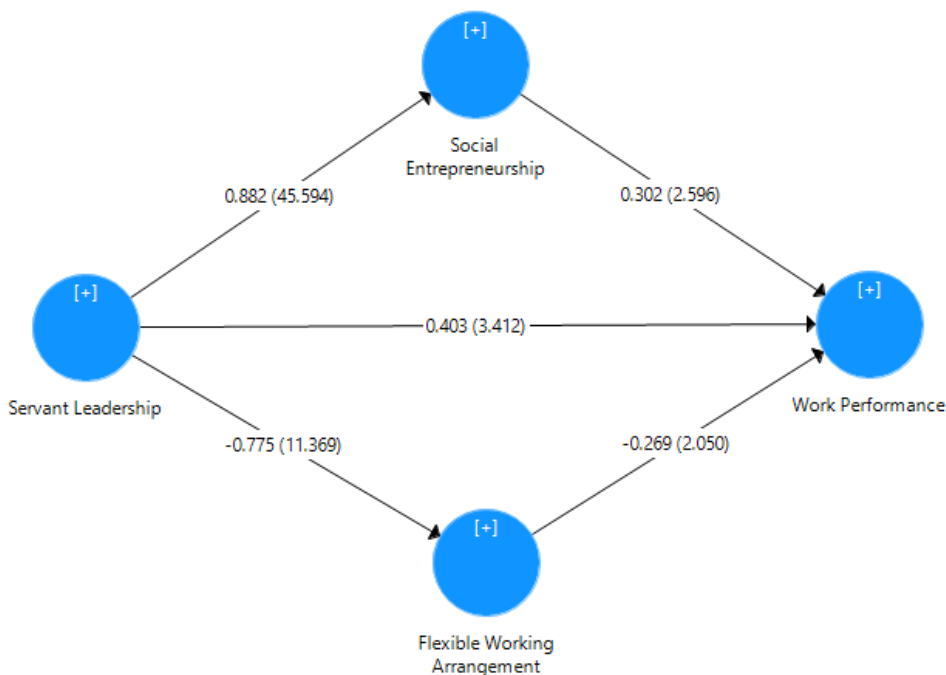 [+]
Social
Entrepreneurship
0.882 (45.594)
0.302 (2.596)
[+]
Servant Leadership
0.403 (3.412)
[+]
Work Performance
-0.775 (11.369)
-0.269 (2.050)
[+]
Flexible Working
Arrangement